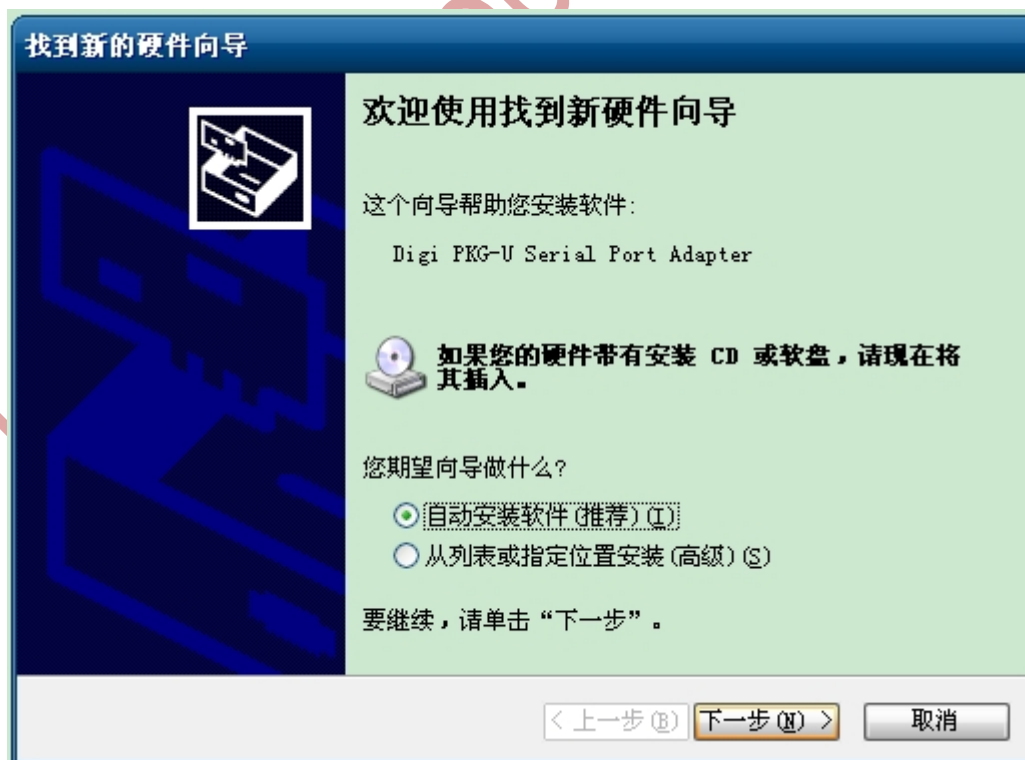 找到新的硬件向导
欢迎使用找到新硬件向导
这个向导帮助您安装软件:
Digi PKG-U Serial Port Adapter
如果您的硬件带有安装 CD 或软盘，请现在将
其插入。
您期望向导做什么?
自动安装软件(推荐)(I)
从列表或指定位置安装(高级)(S)
要继续，请单击“下一步”。
< 上一步(B) 下一步(N) > 取消